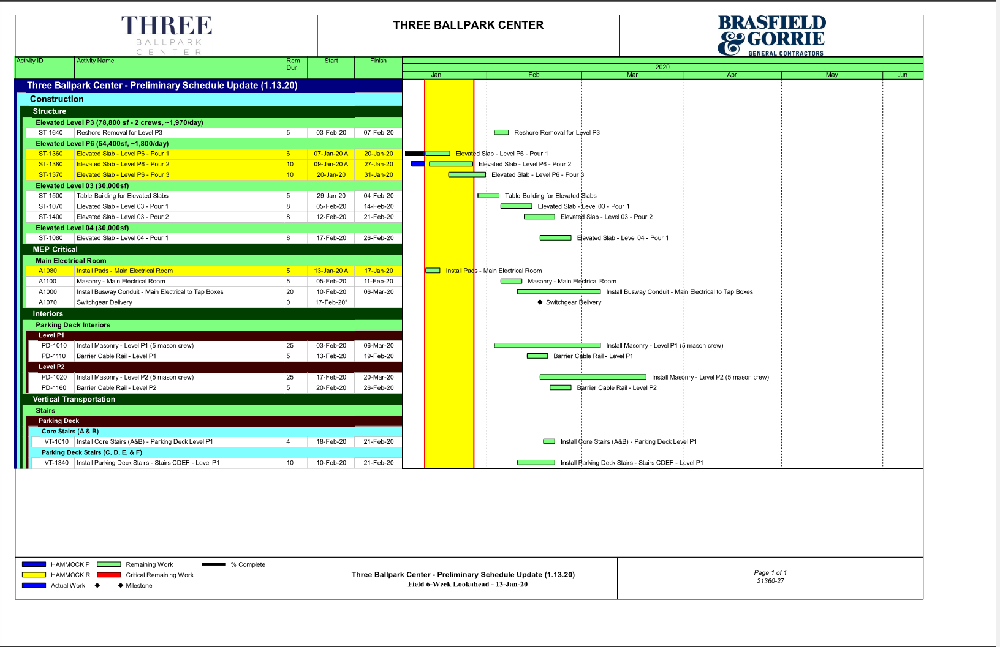 THREE
BALLPARK
CENTER
THREE BALLPARK CENTER
BRASFIELD
& GORRIE
GENERAL CONTRACTORS
Activity ID Activity Name Rem Dur Start Finish
2020
Jan Feb Mar Apr May Jun
Three Ballpark Center - Preliminary Schedule Update (1.13.20)
Construction
Structure
Elevated Level P3 (78,800 sf - 2 crews, ~1,970/day)
ST-1640 Reshore Removal for Level P3 5 03-Feb-20 07-Feb-20 Reshore Removal for Level P3
Elevated Level P6 (54,400sf, ~1,800/day)
ST-1360 Elevated Slab - Level P6 - Pour 1 6 07-Jan-20 A 20-Jan-20 Elevated Slab - Level P6 - Pour 1
ST-1380 Elevated Slab - Level P6 - Pour 2 10 09-Jan-20 A 27-Jan-20 Elevated Slab - Level P6 - Pour 2
ST-1370 Elevated Slab - Level P6 - Pour 3 10 20-Jan-20 31-Jan-20 Elevated Slab - Level P6 - Pour 3
Elevated Level 03 (30,000sf)
ST-1500 Table-Building for Elevated Slabs 5 29-Jan-20 04-Feb-20 Table-Building for Elevated Slabs
ST-1070 Elevated Slab - Level 03 - Pour 1 8 05-Feb-20 14-Feb-20 Elevated Slab - Level 03 - Pour 1
ST-1400 Elevated Slab - Level 03 - Pour 2 8 12-Feb-20 21-Feb-20 Elevated Slab - Level 03 - Pour 2
Elevated Level 04 (30,000sf)
ST-1080 Elevated Slab - Level 04 - Pour 1 8 17-Feb-20 26-Feb-20 Elevated Slab - Level 04 - Pour 1
MEP Critical
Main Electrical Room
A1080 Install Pads - Main Electrical Room 5 13-Jan-20 A 17-Jan-20 Install Pads - Main Electrical Room
A1100 Masonry - Main Electrical Room 5 05-Feb-20 11-Feb-20 Masonry - Main Electrical Room
A1000 Install Busway Conduit - Main Electrical to Tap Boxes 20 10-Feb-20 06-Mar-20 Install Busway Conduit - Main Electrical to Tap Boxes
A1070 Switchgear Delivery 0 17-Feb-20* Switchgear Delivery
Interiors
Parking Deck Interiors
Level P1
PD-1010 Install Masonry - Level P1 (5 mason crew) 25 03-Feb-20 06-Mar-20 Install Masonry - Level P1 (5 mason crew)
PD-1110 Barrier Cable Rail - Level P1 5 13-Feb-20 19-Feb-20 Barrier Cable Rail - Level P1
Level P2
PD-1020 Install Masonry - Level P2 (5 mason crew) 25 17-Feb-20 20-Mar-20 Install Masonry - Level P2 (5 mason crew)
PD-1160 Barrier Cable Rail - Level P2 5 20-Feb-20 26-Feb-20 Barrier Cable Rail - Level P2
Vertical Transportation
Stairs
Parking Deck
Core Stairs (A & B)
VT-1010 Install Core Stairs (A&B) - Parking Deck Level P1 4 18-Feb-20 21-Feb-20 Install Core Stairs (A&B) - Parking Deck Level P1
Parking Deck Stairs (C, D, E, & F)
VT-1340 Install Parking Deck Stairs - Stairs CDEF - Level P1 10 10-Feb-20 21-Feb-20 Install Parking Deck Stairs - Stairs CDEF - Level P1
HAMMOCK P Remaining Work % Complete
HAMMOCK R Critical Remaining Work
Actual Work Milestone
Three Ballpark Center - Preliminary Schedule Update (1.13.20)
Field 6-Week Lookahead - 13-Jan-20
Page 1 of 1
21360-27